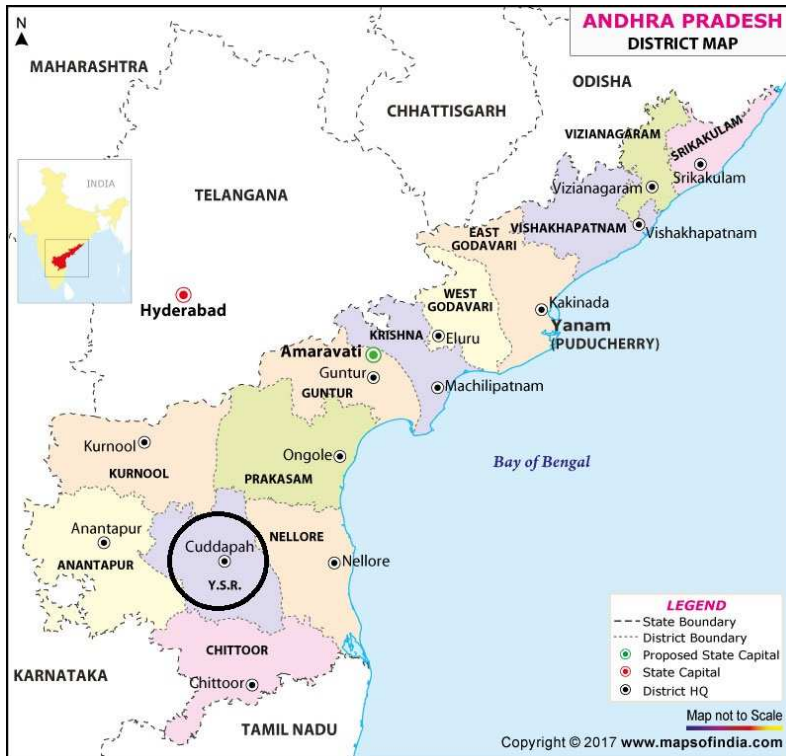 ANDHRA PRADESH
DISTRICT MAP
N
MAHARASHTRA
ODISHA
CHHATTISGARH
VIZIANAGARAM
SRIKAKULAM
INDIA
TELANGANA
Vizianagaram
Srikakulam
EAST
GODAVARI
VISHAKHAPATNAM
Vishakhapatnam
WEST
GODAVARI
Hyderabad
Kakinada
Yanam
(PUDUCHERRY)
KRISHNA
Eluru
Amaravati
Guntur
GUNTUR
Machilipatnam
Kurnool
KURNOOL
Ongole
PRAKASAM
Bay of Bengal
Anantapur
ANANTAPUR
Cuddapah
Y.S.R.
NELLORE
Nellore
CHITTOOR
Chittoor
KARNATAKA
TAMIL NADU
LEGEND
State Boundary
District Boundary
Proposed State Capital
State Capital
District HQ
Map not to Scale
Copyright © 2017 www.mapsofindia.com